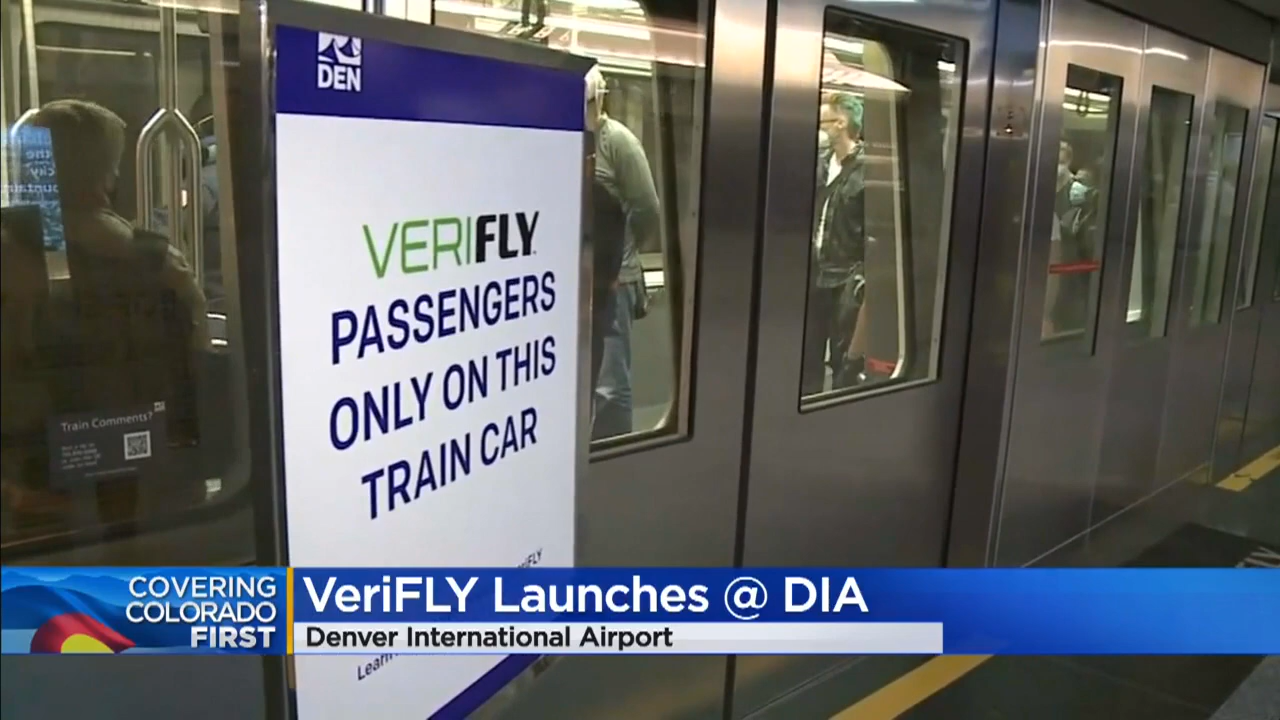 DEN
VERIFLY
PASSENGERS
ONLY ON THIS
TRAIN CAR
Train Comments?
COVERING
COLORADO
FIRST
VeriFLY Launches @ DIA
Denver International Airport
Learn